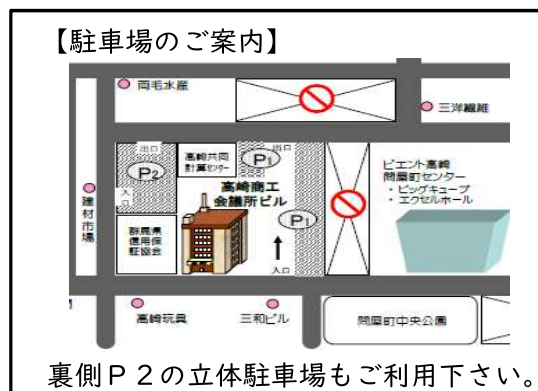 【駐車場のご案内】
両毛水産
三洋繊維
出口
P2
高崎共同
計算センター
出口
P1
入口
高崎商工
会議所ビル
P1
ビエント高崎
問屋町センター
・ビッグキューブ
・エクセルホール
建材市場
群馬県
信用保
証協会
入口
高崎玩具
三和ビル
問屋町中央公園
裏側P2の立体駐車場もご利用下さい。